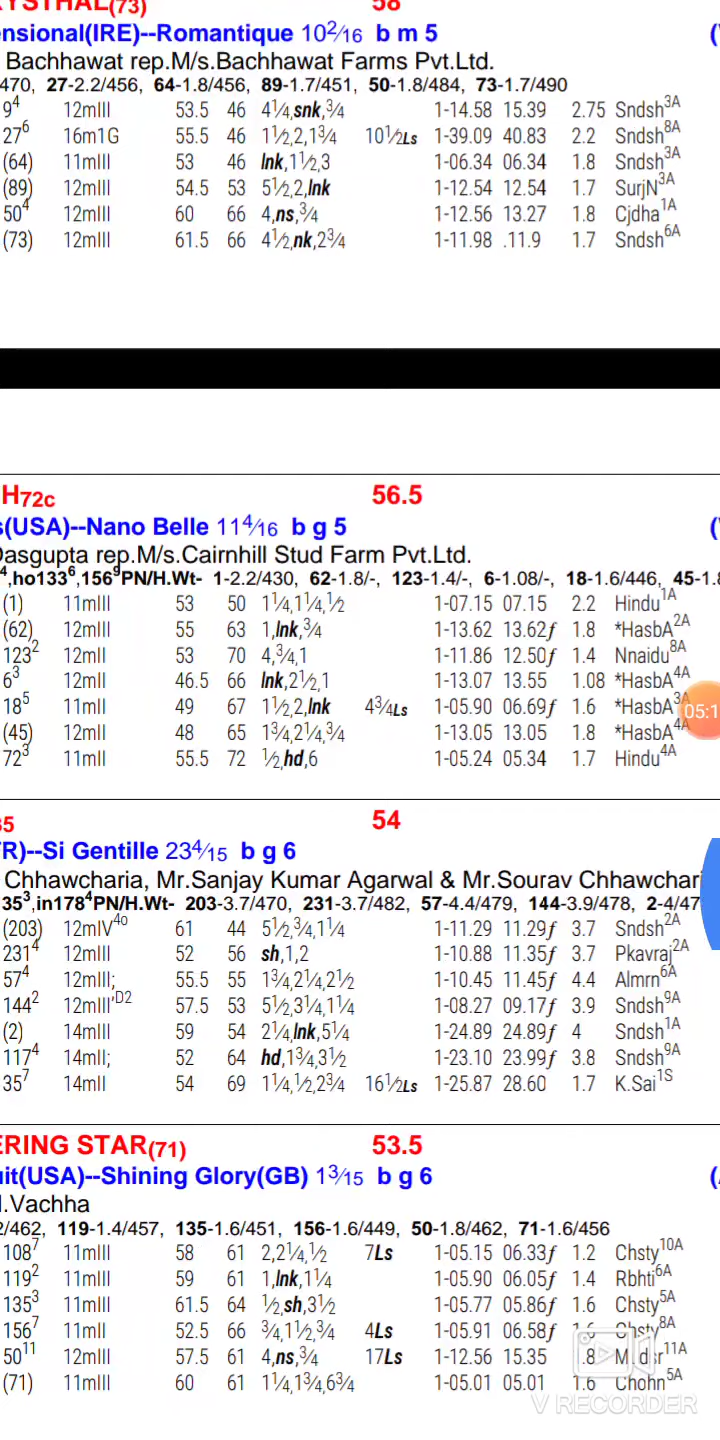 YSTHAL(73) 58
ensional(IRE)--Romantique 10 2/16 b m 5 (
Bachhawat rep.M/s.Bachhawat Farms Pvt.Ltd.
470, 27-2.2/456, 64-1.8/456, 89-1.7/451, 50-1.8/484, 73-1.7/490
9⁴ 12mIII 53.5 46 4¼,snk,¾ 1-14.58 15.39 2.75 Sndsh3A
27⁶ 16m1G 55.5 46 1½,2,1¾ 10½Ls 1-39.09 40.83 2.2 Sndsh8A
(64) 11mIII 53 46 lnk,1½,3 1-06.34 06.34 1.8 Sndsh3A
(89) 12mIII 54.5 53 5½,2,lnk 1-12.54 12.54 1.7 SurjN3A
50⁴ 12mIII 60 66 4,ns,¾ 1-12.56 13.27 1.8 Cjdha1A
(73) 12mIII 61.5 66 4½,nk,2¾ 1-11.98 .11.9 1.7 Sndsh6A
H72c 56.5
s(USA)--Nano Belle 11 4/16 b g 5 (
Dasgupta rep.M/s.Cairnhill Stud Farm Pvt.Ltd.
⁴,ho133⁶,156⁹PN/H.Wt- 1-2.2/430, 62-1.8/-, 123-1.4/-, 6-1.08/-, 18-1.6/446, 45-1.8
(1) 11mIII 53 50 1¼,1¼,½ 1-07.15 07.15 2.2 Hindu1A
(62) 12mIII 55 63 1,lnk,¾ 1-13.62 13.62f 1.8 *HasbA2A
123² 12mII 53 70 4,¾,1 1-11.86 12.50f 1.4 Nnaidu8A
6³ 12mII 46.5 66 lnk,2½,1 1-13.07 13.55 1.08 *HasbA4A
18⁵ 11mII 49 67 1½,2,lnk 4¾Ls 1-05.90 06.69f 1.6 *HasbA3A
05:1
(45) 12mII 48 65 1¾,2¼,¾ 1-13.05 13.05 1.8 *HasbA4A
72³ 11mII 55.5 72 ½,hd,6 1-05.24 05.34 1.7 Hindu4A
35 54
R)--Si Gentille 23 4/15 b g 6
Chhawcharia, Mr.Sanjay Kumar Agarwal & Mr.Sourav Chhawchari
35³,in178⁴PN/H.Wt- 203-3.7/470, 231-3.7/482, 57-4.4/479, 144-3.9/478, 2-4/47
(203) 12mIV4o 61 44 5½,¾,1¼ 1-11.29 11.29f 3.7 Sndsh2A
231⁴ 12mIII 52 56 sh,1,2 1-10.88 11.35f 3.7 Pkavraj2A
57⁴ 12mIII; 55.5 55 1¾,2¼,2½ 1-10.45 11.45f 4.4 Almrn6A
144² 12mIII'D2 57.5 53 5½,3¼,1¼ 1-08.27 09.17f 3.9 Sndsh9A
(2) 14mIII 59 54 2¼,lnk,5¼ 1-24.89 24.89f 4 Sndsh1A
117⁴ 14mII; 52 64 hd,1¾,3½ 1-23.10 23.99f 3.8 Sndsh9A
35⁷ 14mII 54 69 1¼,½,2¾ 16½Ls 1-25.87 28.60 1.7 K.Sai1S
ERING STAR(71) 53.5
uit(USA)--Shining Glory(GB) 1 3/15 b g 6 (
I.Vachha
2/462, 119-1.4/457, 135-1.6/451, 156-1.6/449, 50-1.8/462, 71-1.6/456
108⁷ 11mIII 58 61 2,2¼,½ 7Ls 1-05.15 06.33f 1.2 Chsty10A
119² 11mIII 59 61 1,lnk,1¼ 1-05.90 06.05f 1.4 Rbhti6A
135³ 11mIII 61.5 64 ½,sh,3½ 1-05.77 05.86f 1.6 Chsty5A
156⁷ 11mII 52.5 66 ¾,1½,¾ 4Ls 1-05.91 06.58f 1.6 Chsty8A
50¹¹ 12mIII 57.5 61 4,ns,¾ 17Ls 1-12.56 15.35 1.8 11A
(71) 11mIII 60 61 1¼,1¾,6¾ 1-05.01 05.01 1.6 Chohn5A
V RECORDER